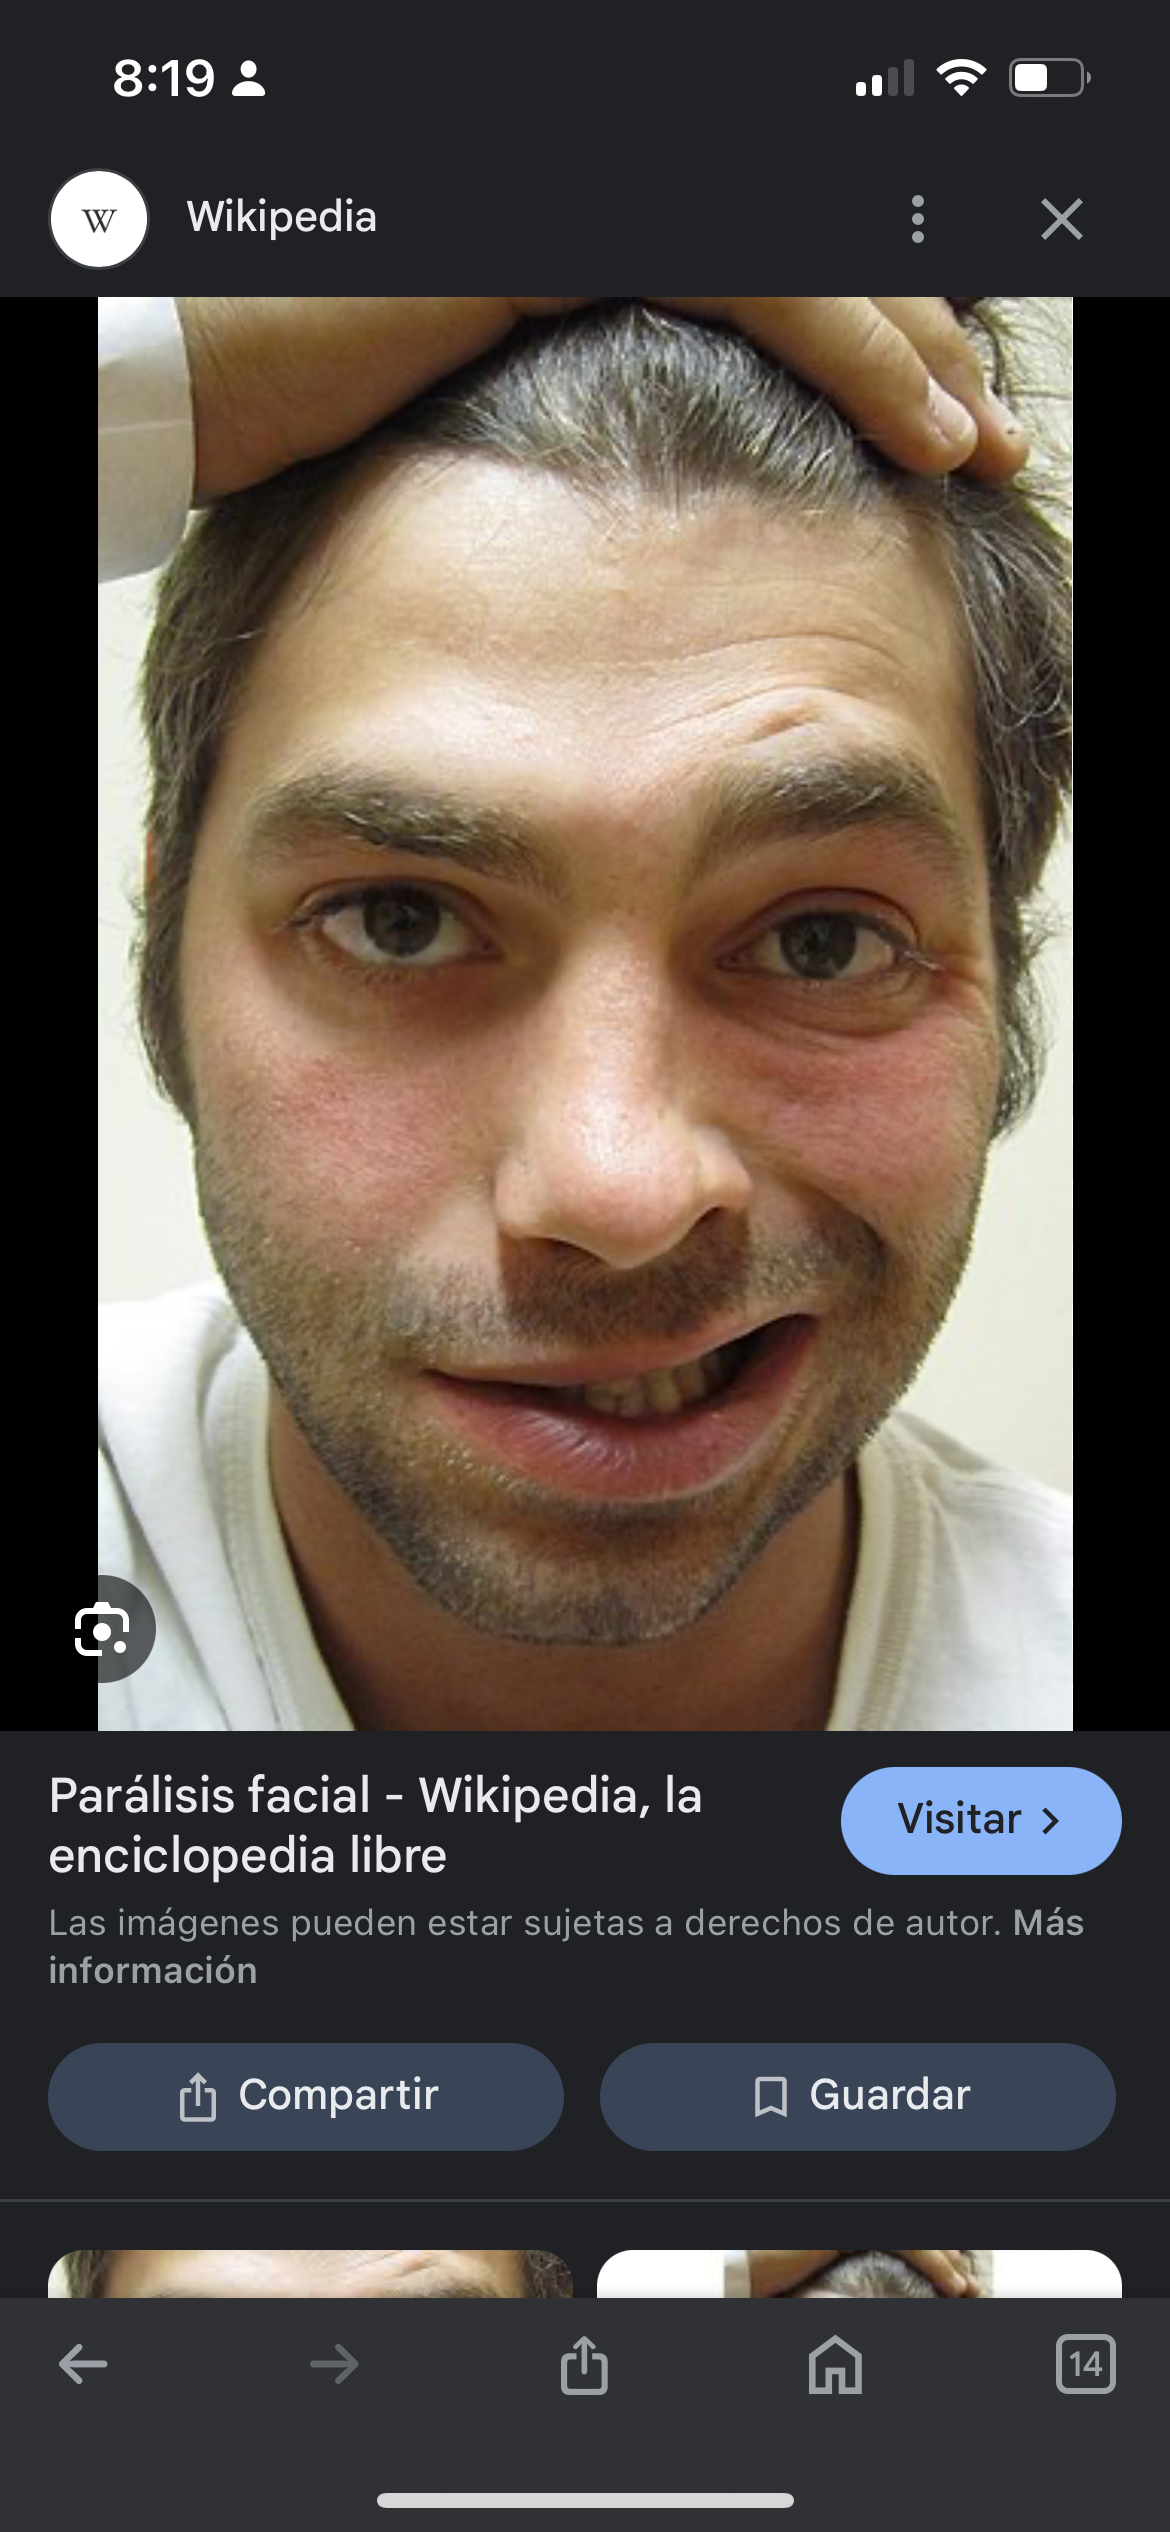 8:19
W
Wikipedia
Parálisis facial - Wikipedia, la
enciclopedia libre
Visitar
Las imágenes pueden estar sujetas a derechos de autor. Más
información
Compartir
Guardar
14